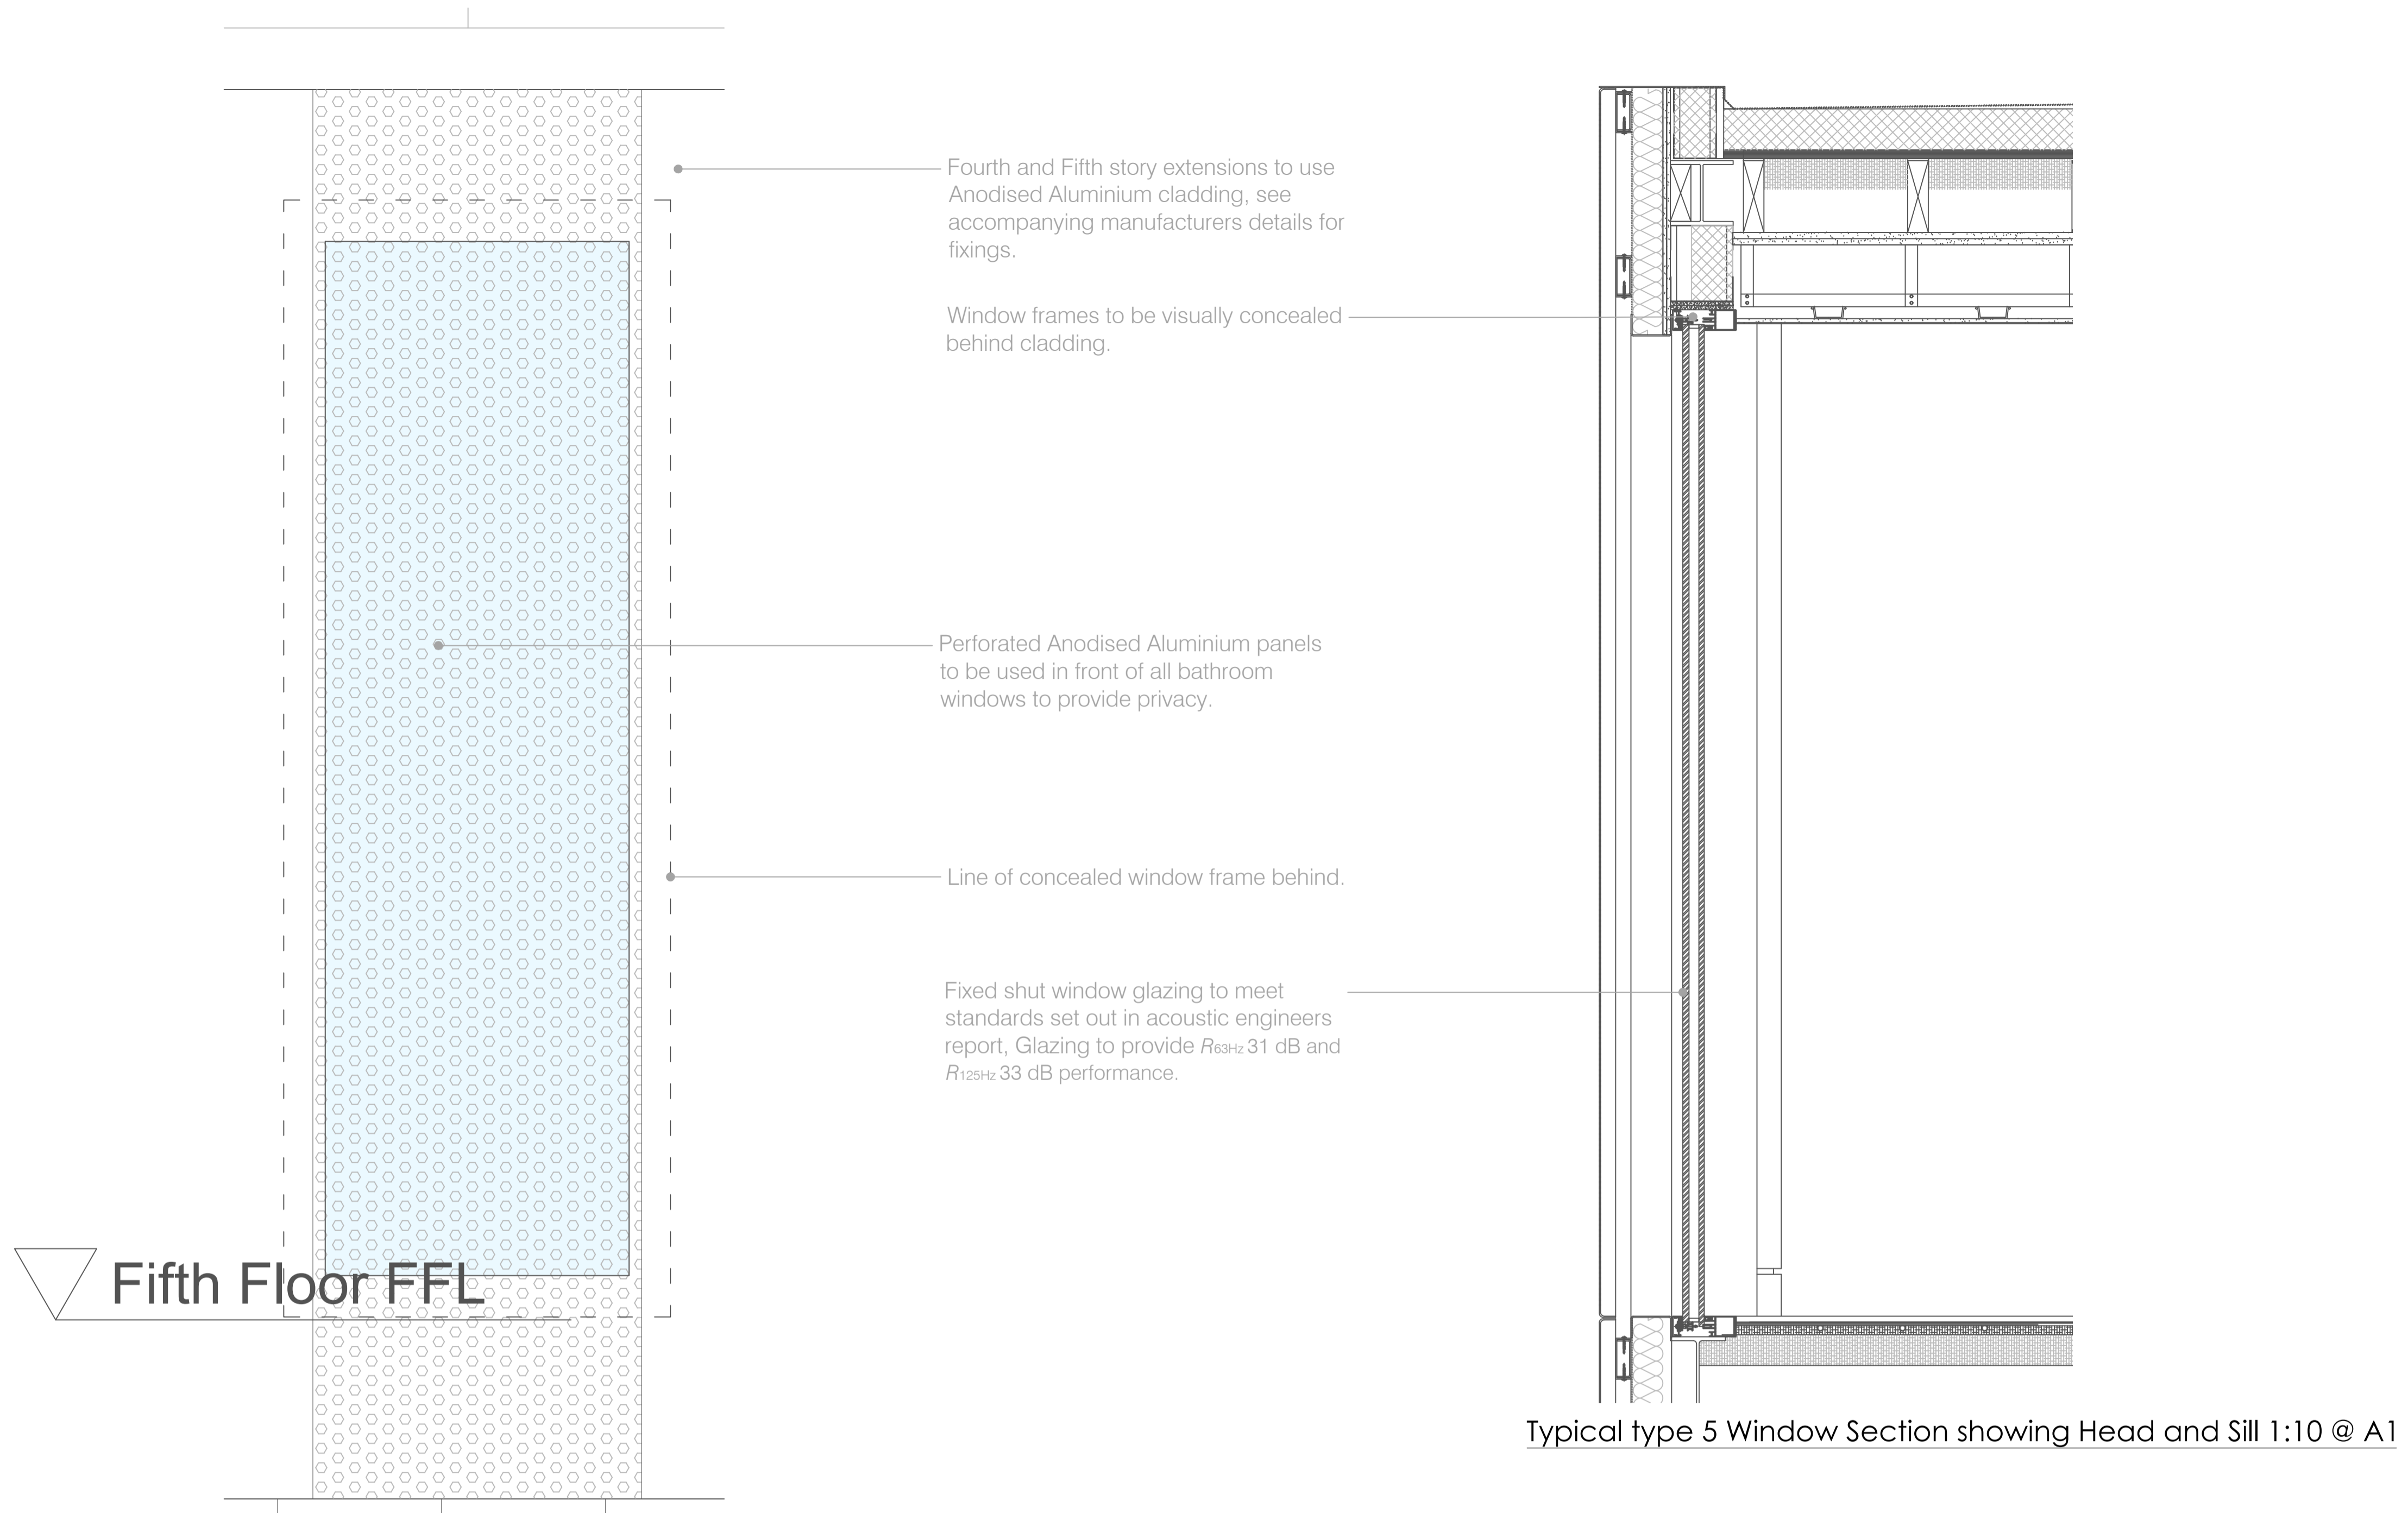 Fourth and Fifth story extensions to use
Anodised Aluminium cladding, see
accompanying manufacturers details for
fixings.
Window frames to be visually concealed
behind cladding.
Perforated Anodised Aluminium panels
to be used in front of all bathroom
windows to provide privacy.
Line of concealed window frame behind.
Fixed shut window glazing to meet
standards set out in acoustic engineers
report, Glazing to provide R63Hz 31 dB and
R125Hz 33 dB performance.
Fifth Floor FFL
Typical type 5 Window Section showing Head and Sill 1:10 @ A1